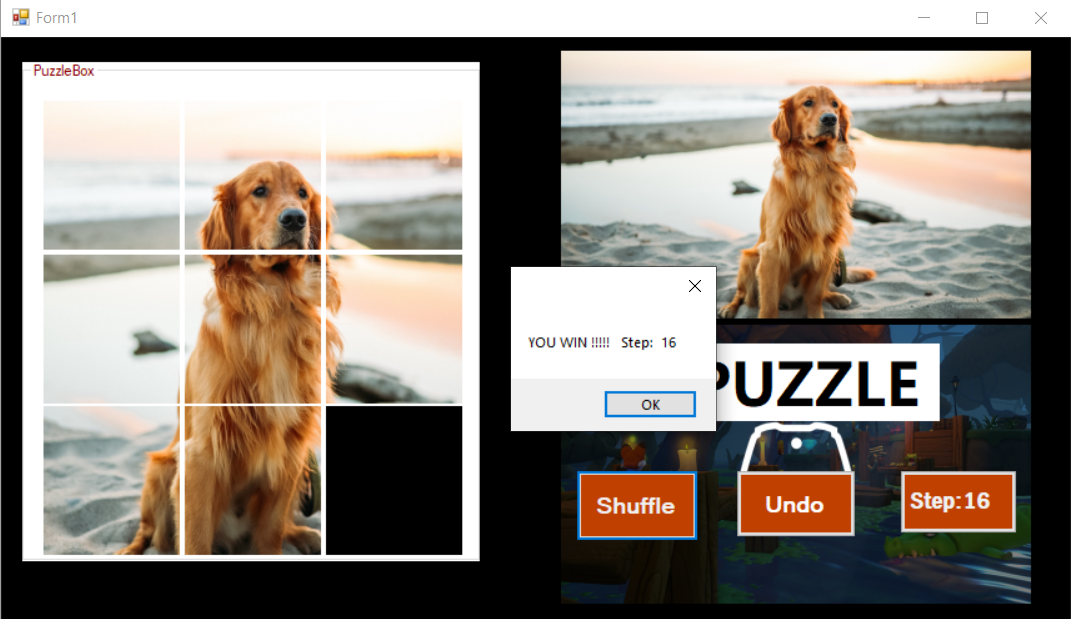 Form1
PuzzleBox
YOU WIN !!!!!   Step:  16
OK
PUZZLE
Shuffle
Undo
Step:16